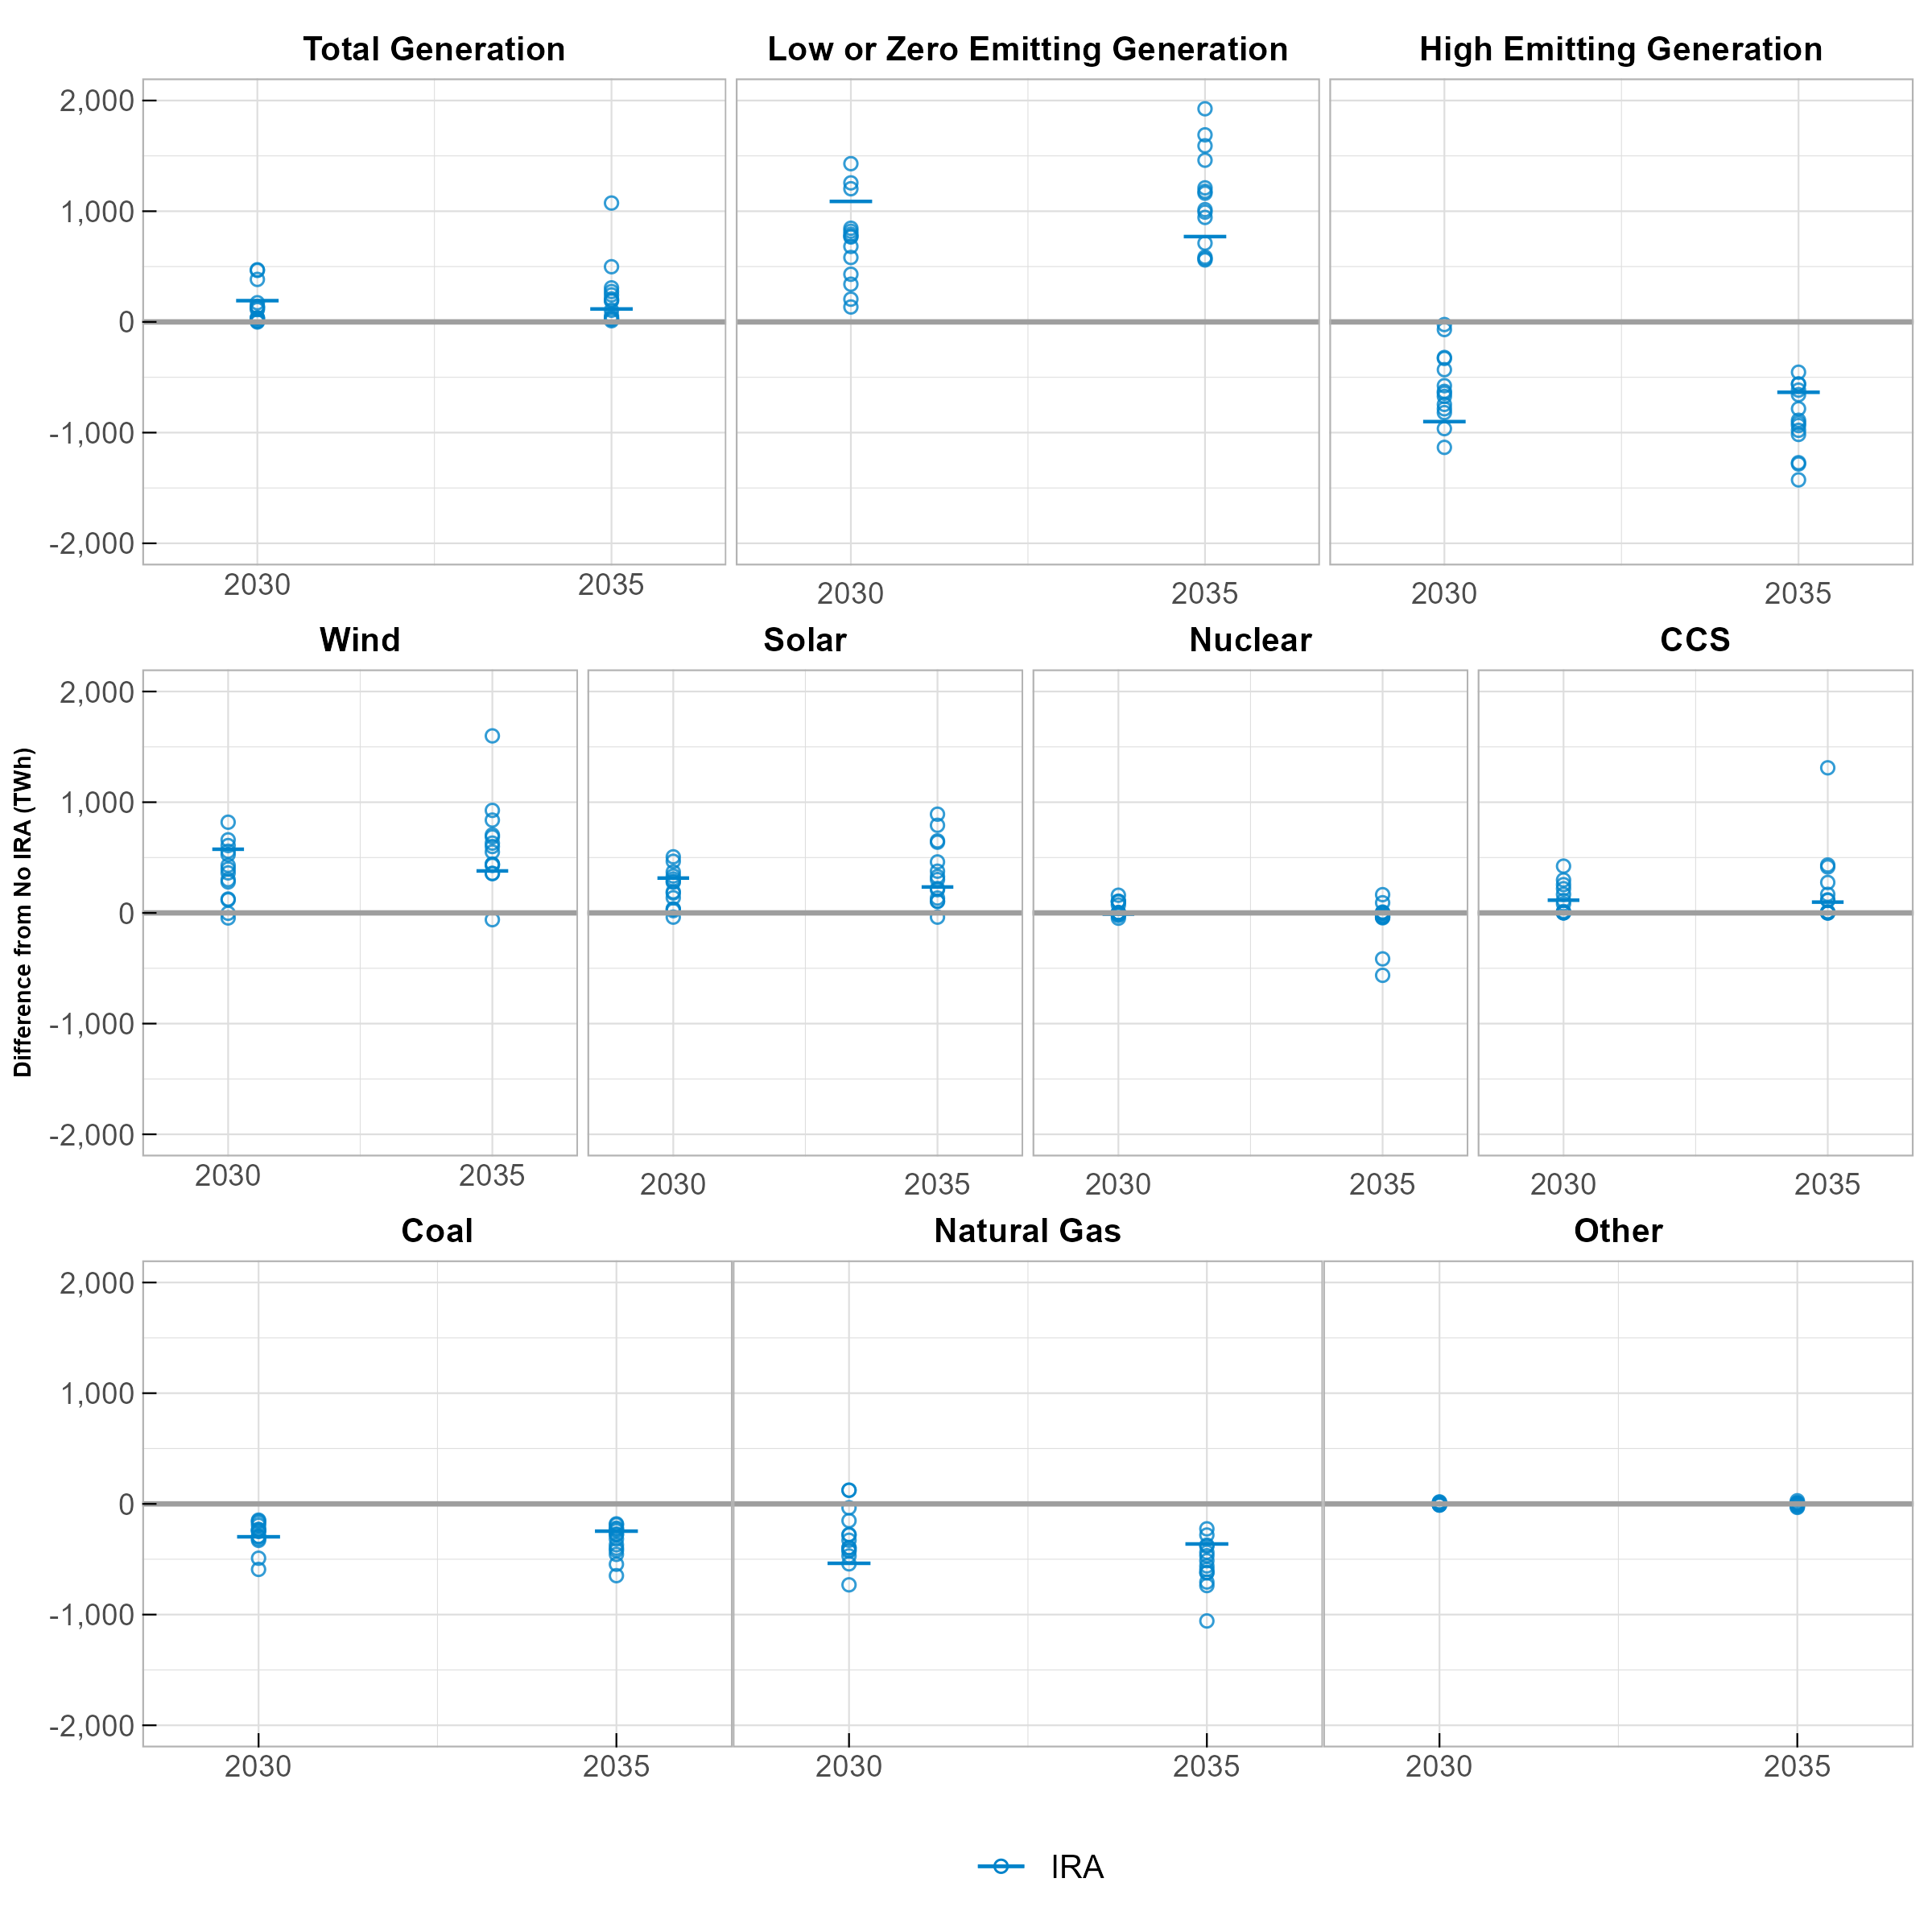 Total Generation
Low or Zero Emitting Generation
High Emitting Generation
2,000
1,000
0
-1,000
-2,000
2030
2035
2030
2035
2030
2035
Wind
Solar
Nuclear
CCS
Difference from No IRA (TWh)
2,000
1,000
0
-1,000
-2,000
2030
2035
2030
2035
2030
2035
2030
2035
Coal
Natural Gas
Other
2,000
1,000
0
-1,000
-2,000
2030
2035
2030
2035
2030
2035
IRA